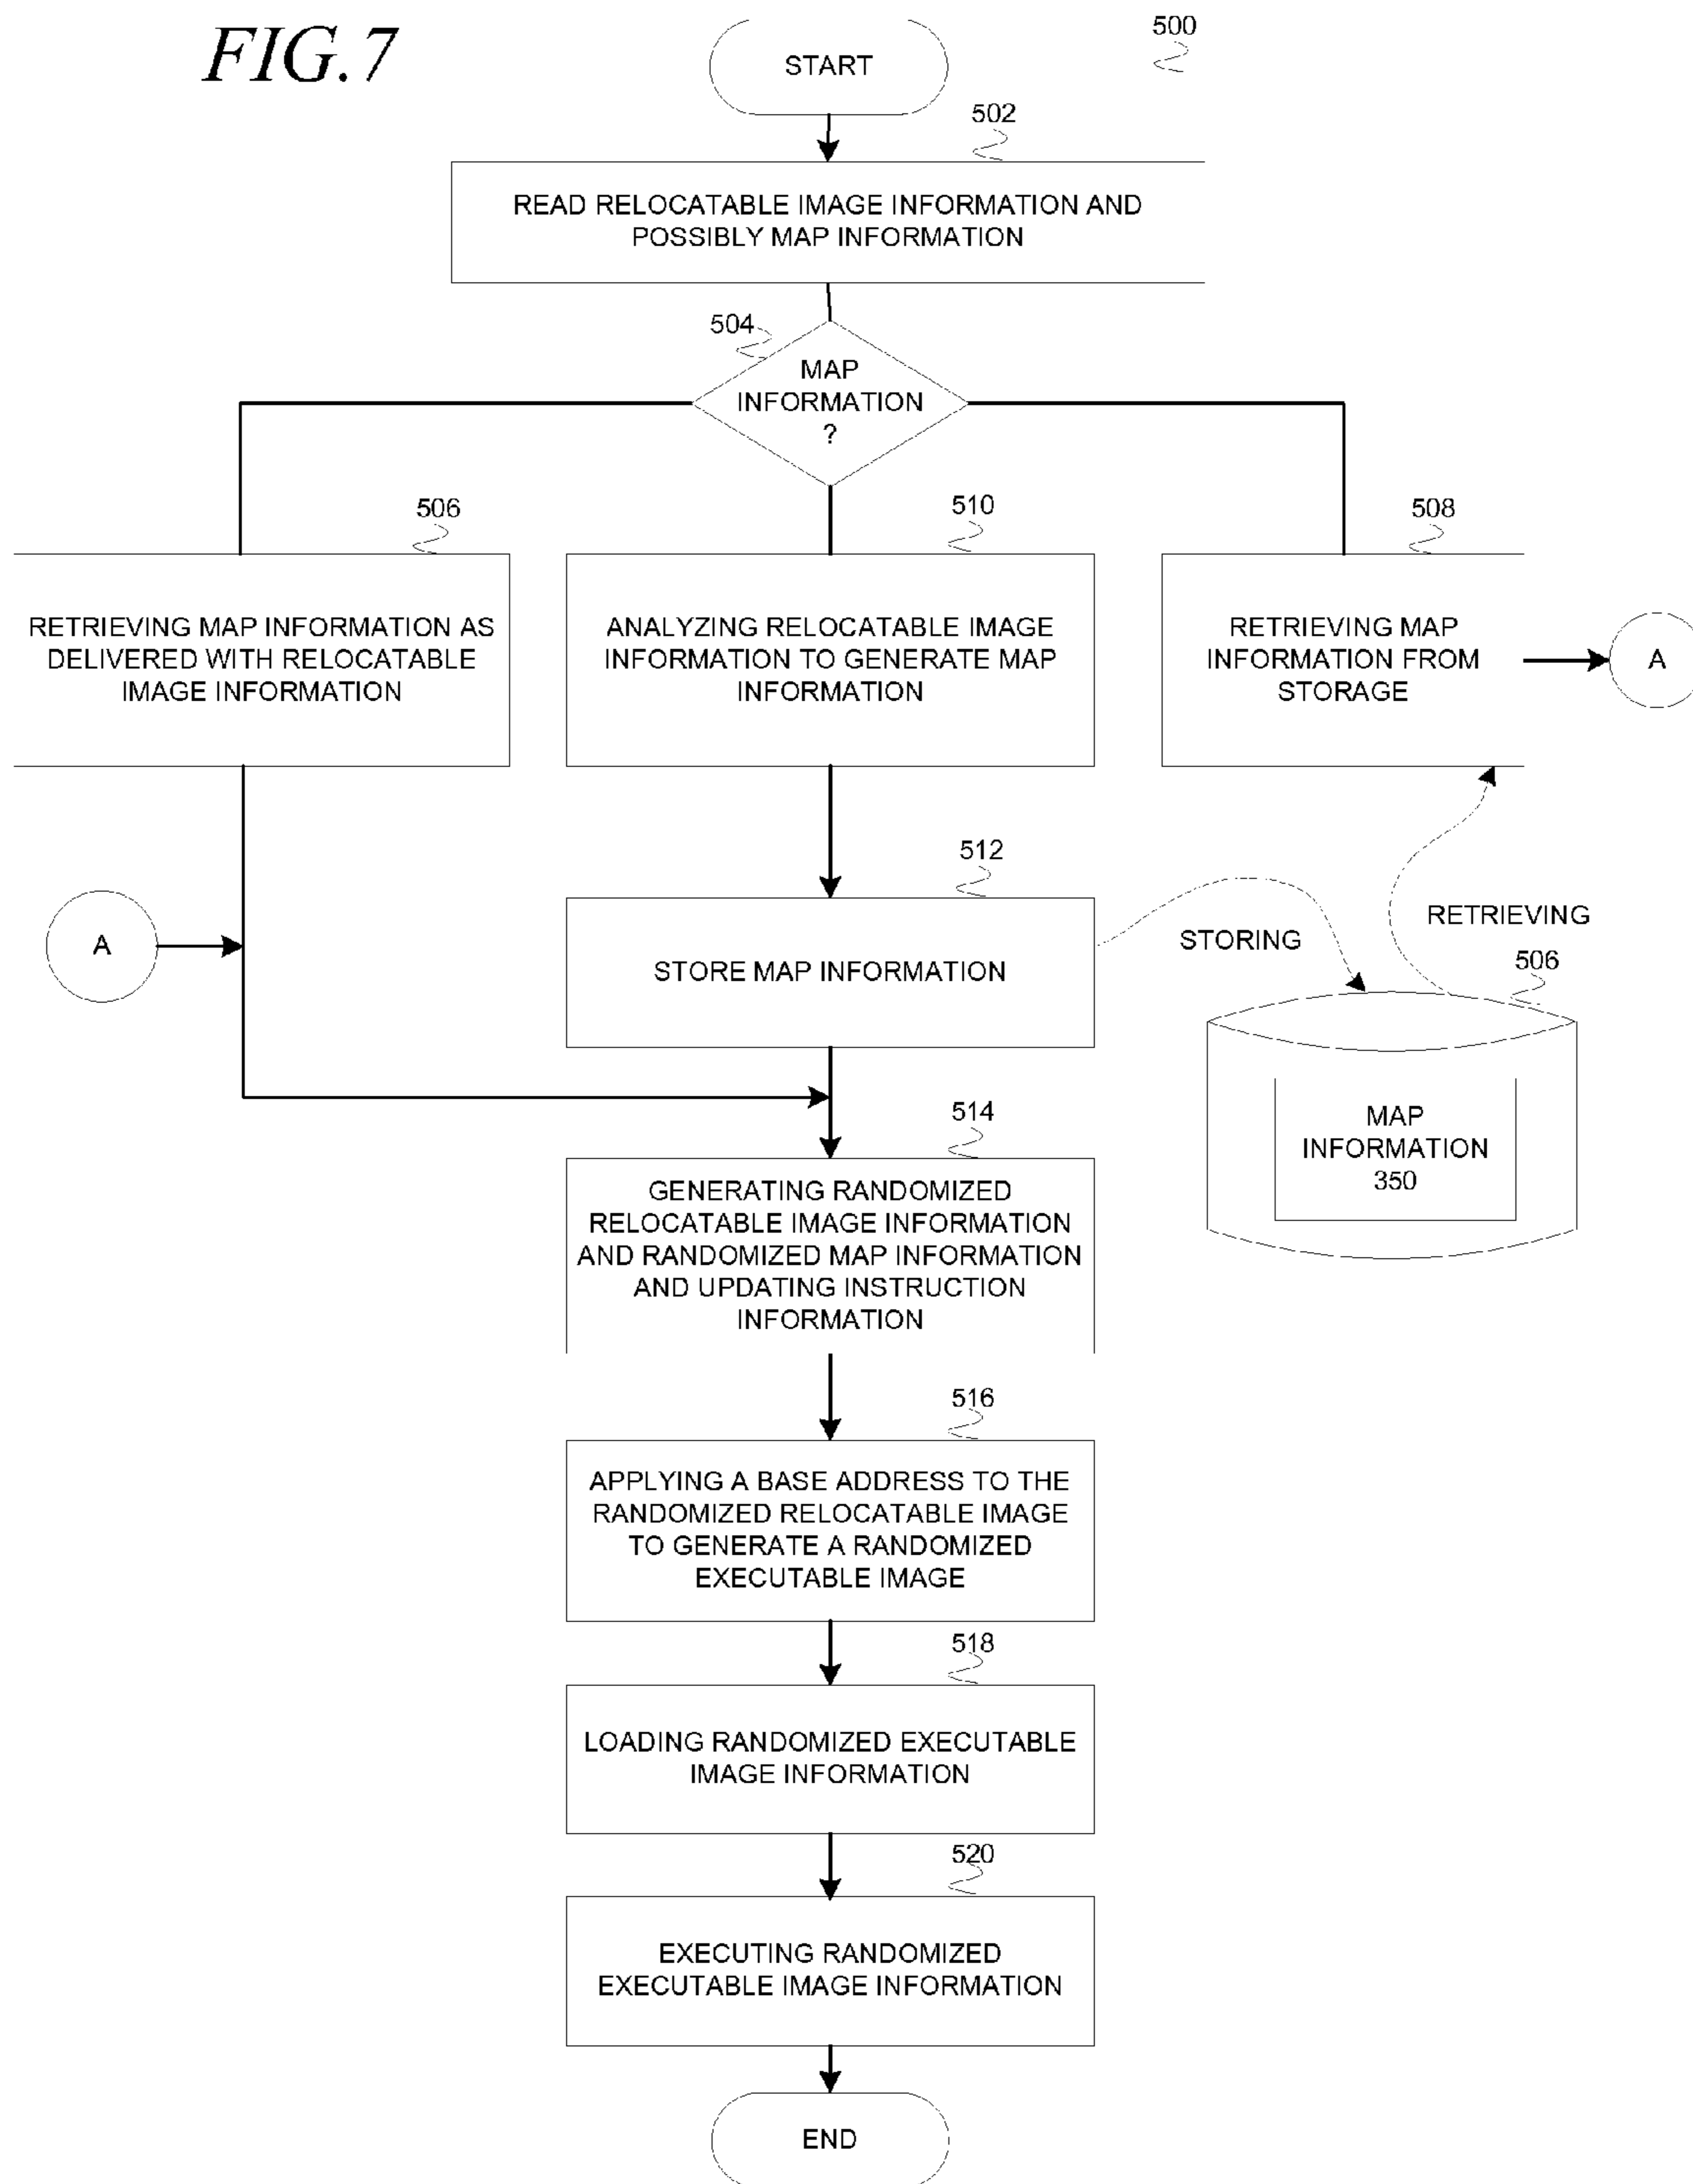 FIG.7
START
500
502
READ RELOCATABLE IMAGE INFORMATION AND
POSSIBLY MAP INFORMATION
504
MAP
INFORMATION
?
506
510
508
RETRIEVING MAP INFORMATION AS
DELIVERED WITH RELOCATABLE
IMAGE INFORMATION
ANALYZING RELOCATABLE IMAGE
INFORMATION TO GENERATE MAP
INFORMATION
RETRIEVING MAP
INFORMATION FROM
STORAGE
A
512
A
STORE MAP INFORMATION
STORING
RETRIEVING
506
MAP
INFORMATION
350
514
GENERATING RANDOMIZED
RELOCATABLE IMAGE INFORMATION
AND RANDOMIZED MAP INFORMATION
AND UPDATING INSTRUCTION
INFORMATION
516
APPLYING A BASE ADDRESS TO THE
RANDOMIZED RELOCATABLE IMAGE
TO GENERATE A RANDOMIZED
EXECUTABLE IMAGE
518
LOADING RANDOMIZED EXECUTABLE
IMAGE INFORMATION
520
EXECUTING RANDOMIZED
EXECUTABLE IMAGE INFORMATION
END